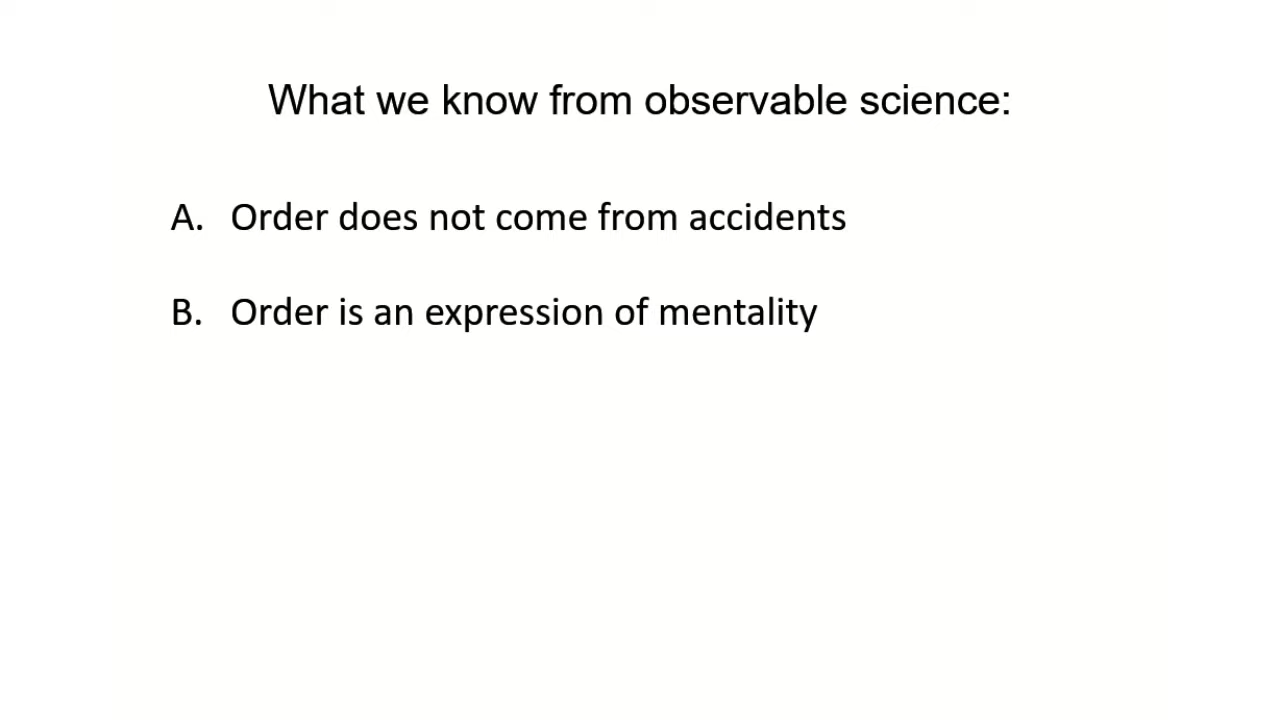 What we know from observable science:
A. Order does not come from accidents
B. Order is an expression of mentality